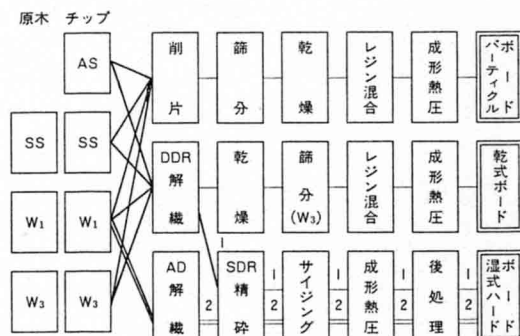 原木 チップ
AS
SS
SS
W₁
W₁
W₃
W₃
削片
篩分
乾燥
レジン混合
成形熱圧
パーティクルボード
DDR解繊
乾燥
篩分(W₃)
レジン混合
成形熱圧
乾式ボード
AD解繊
1
2
SDR精砕
1
2
サイジング
1
2
成形熱圧
1
2
後処理
1
2
湿式ハードボード